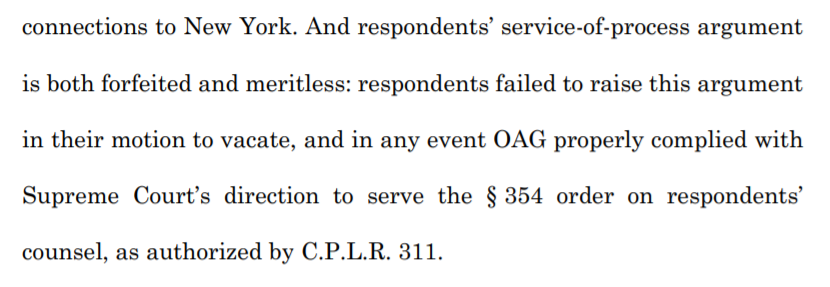 connections to New York. And respondents’ service-of-process argument
is both forfeited and meritless: respondents failed to raise this argument
in their motion to vacate, and in any event OAG properly complied with
Supreme Court’s direction to serve the § 354 order on respondents’
counsel, as authorized by C.P.L.R. 311.